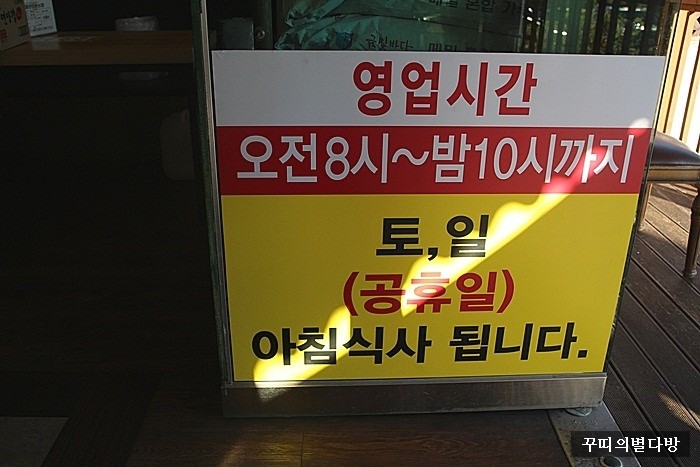 영업시간
오전8시~밤10시까지
토,일
(공휴일)
아침식사 됩니다.
꾸띠의별다방